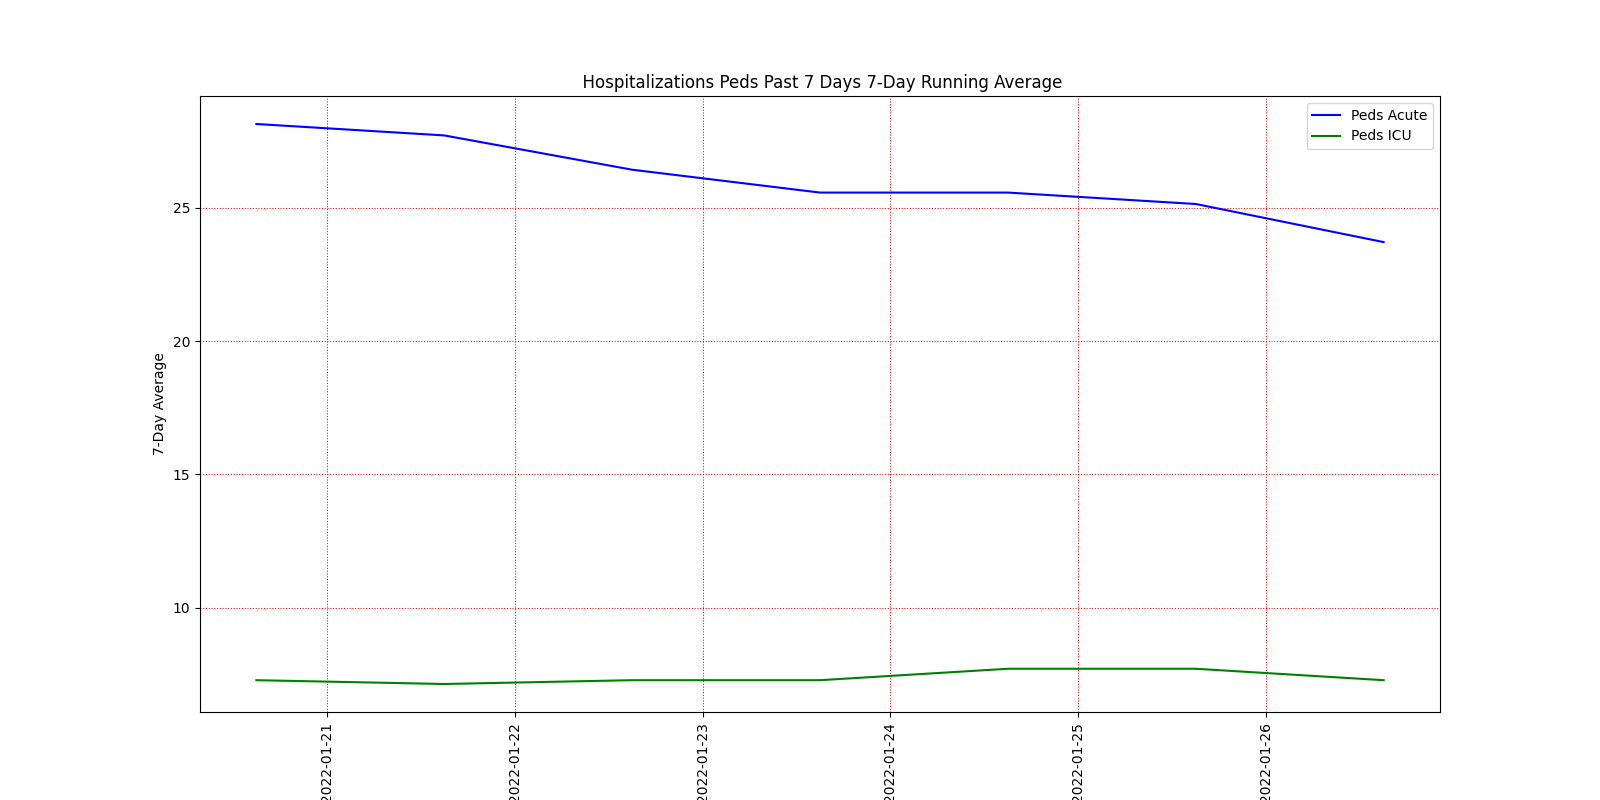 Hospitalizations Peds Past 7 Days 7-Day Running Average
Peds Acute
Peds ICU
7-Day Average
25
20
15
10
2022-01-21
2022-01-22
2022-01-23
2022-01-24
2022-01-25
2022-01-26